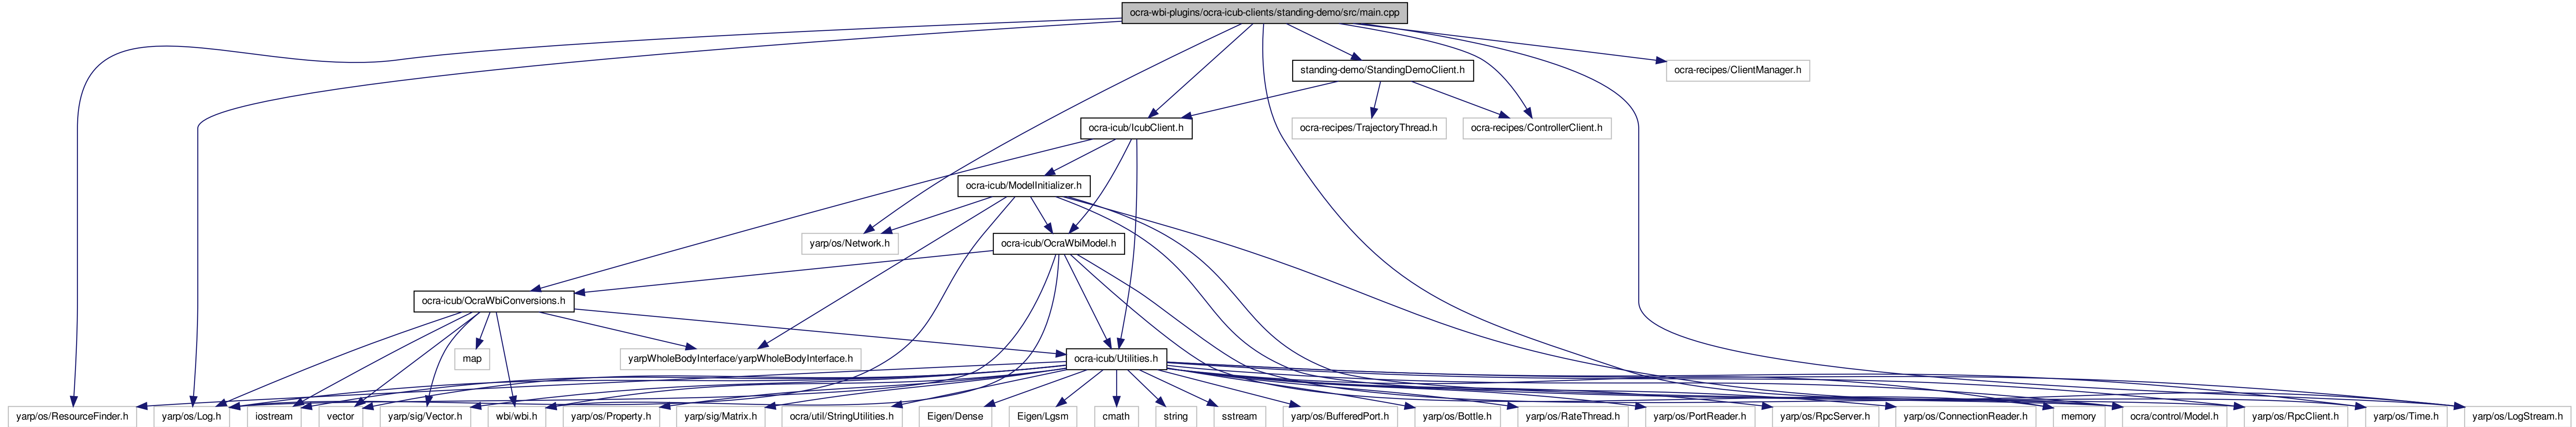 ocra-wbi-plugins/ocra-icub-clients/standing-demo/src/main.cpp
standing-demo/StandingDemoClient.h
ocra-recipes/ClientManager.h
ocra-icub/IcubClient.h
ocra-recipes/TrajectoryThread.h
ocra-recipes/ControllerClient.h
ocra-icub/ModelInitializer.h
yarp/os/Network.h
ocra-icub/OcraWbiModel.h
ocra-icub/OcraWbiConversions.h
map
yarpWholeBodyInterface/yarpWholeBodyInterface.h
ocra-icub/Utilities.h
yarp/os/ResourceFinder.h
yarp/os/Log.h
iostream
vector
yarp/sig/Vector.h
wbi/wbi.h
yarp/os/Property.h
yarp/sig/Matrix.h
ocra/util/StringUtilities.h
Eigen/Dense
Eigen/Lgsm
cmath
string
sstream
yarp/os/BufferedPort.h
yarp/os/Bottle.h
yarp/os/RateThread.h
yarp/os/PortReader.h
yarp/os/RpcServer.h
yarp/os/ConnectionReader.h
memory
ocra/control/Model.h
yarp/os/RpcClient.h
yarp/os/Time.h
yarp/os/LogStream.h